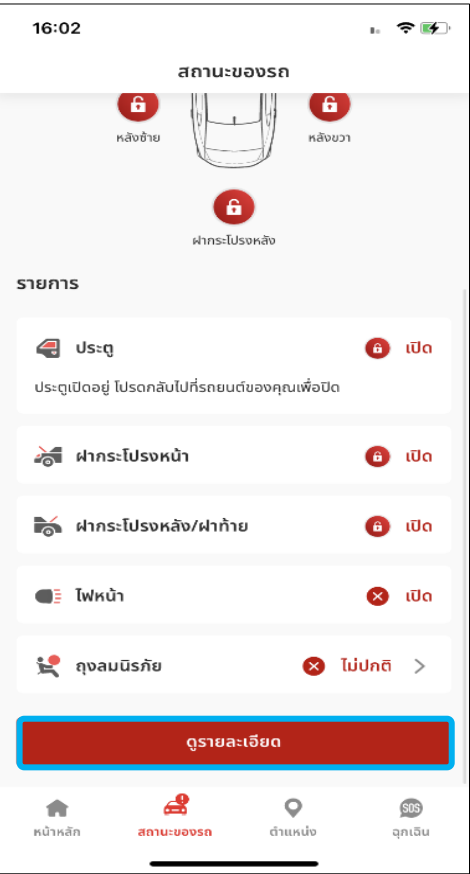 16:02
สถานะของรถ
หลังซ้าย
หลังขวา
ฝากระโปรงหลัง
รายการ
ประตู เปิด
ประตูเปิดอยู่ โปรดกลับไปที่รถยนต์ของคุณเพื่อปิด
ฝากระโปรงหน้า เปิด
ฝากระโปรงหลัง/ฝาท้าย เปิด
ไฟหน้า เปิด
ถุงลมนิรภัย ไม่ปกติ
ดูรายละเอียด
SOS
หน้าหลัก สถานะของรถ ตำแหน่ง ฉุกเฉิน